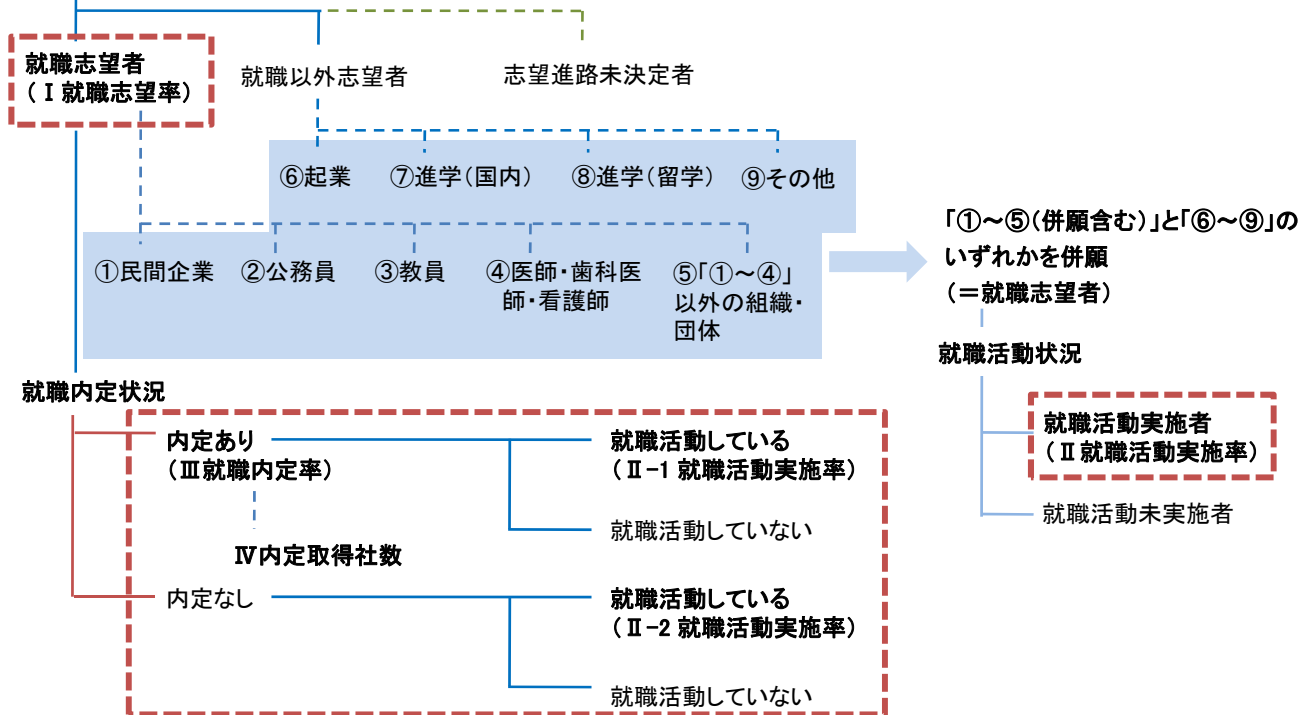 就職志望者
(Ⅰ就職志望率)
就職以外志望者
志望進路未決定者
⑥起業
⑦進学(国内)
⑧進学(留学)
⑨その他
①民間企業
②公務員
③教員
④医師・歯科医
師・看護師
⑤「①～④」
以外の組織・
団体
「①～⑤(併願含む)」と「⑥～⑨」の
いずれかを併願
(＝就職志望者)
就職活動状況
就職活動実施者
(Ⅱ就職活動実施率)
就職活動未実施者
就職内定状況
内定あり
(Ⅲ就職内定率)
就職活動している
(Ⅱ-1 就職活動実施率)
就職活動していない
Ⅳ内定取得社数
内定なし
就職活動している
(Ⅱ-2 就職活動実施率)
就職活動していない